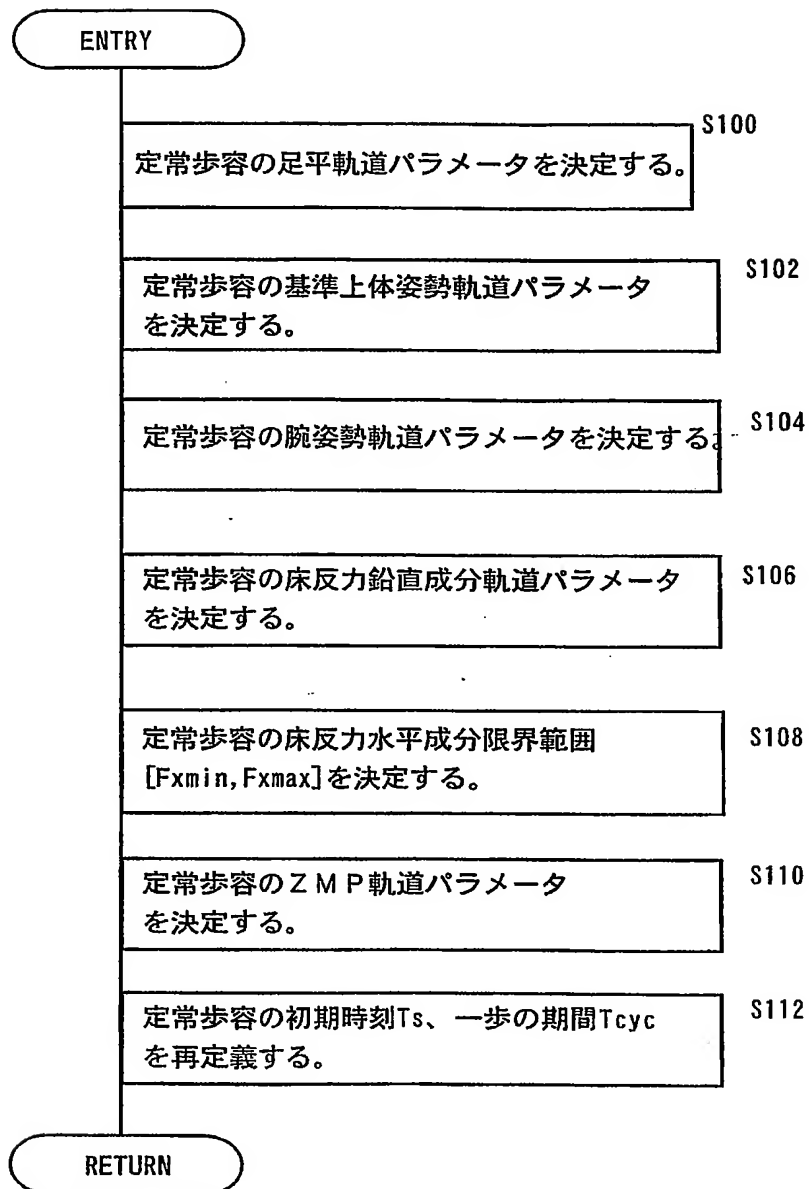 ENTRY
S100
定常歩容の足平軌道パラメータを決定する。
S102
定常歩容の基準上体姿勢軌道パラメータ
を決定する。
S104
定常歩容の腕姿勢軌道パラメータを決定する。
S106
定常歩容の床反力鉛直成分軌道パラメータ
を決定する。
S108
定常歩容の床反力水平成分限界範囲
[Fxmin,Fxmax]を決定する。
S110
定常歩容のZMP軌道パラメータ
を決定する。
S112
定常歩容の初期時刻Ts、一歩の期間Tcyc
を再定義する。
RETURN